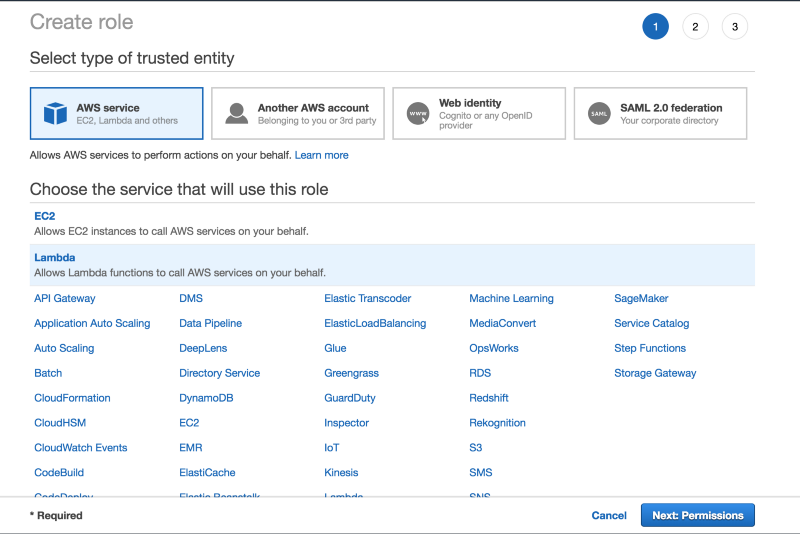 Create role
1 2 3
Select type of trusted entity
AWS service
EC2, Lambda and others
Another AWS account
Belonging to you or 3rd party
www
Web identity
Cognito or any OpenID
provider
SAML
SAML 2.0 federation
Your corporate directory
Allows AWS services to perform actions on your behalf. Learn more
Choose the service that will use this role
EC2
Allows EC2 instances to call AWS services on your behalf.
Lambda
Allows Lambda functions to call AWS services on your behalf.
API Gateway DMS Elastic Transcoder Machine Learning SageMaker
Application Auto Scaling Data Pipeline ElasticLoadBalancing MediaConvert Service Catalog
Auto Scaling DeepLens Glue OpsWorks Step Functions
Batch Directory Service Greengrass RDS Storage Gateway
CloudFormation DynamoDB GuardDuty Redshift
CloudHSM EC2 Inspector Rekognition
CloudWatch Events EMR IoT S3
CodeBuild ElastiCache Kinesis SMS
CodeDeploy Elastic Beanstalk Lambda SNS
* Required
Cancel Next: Permissions